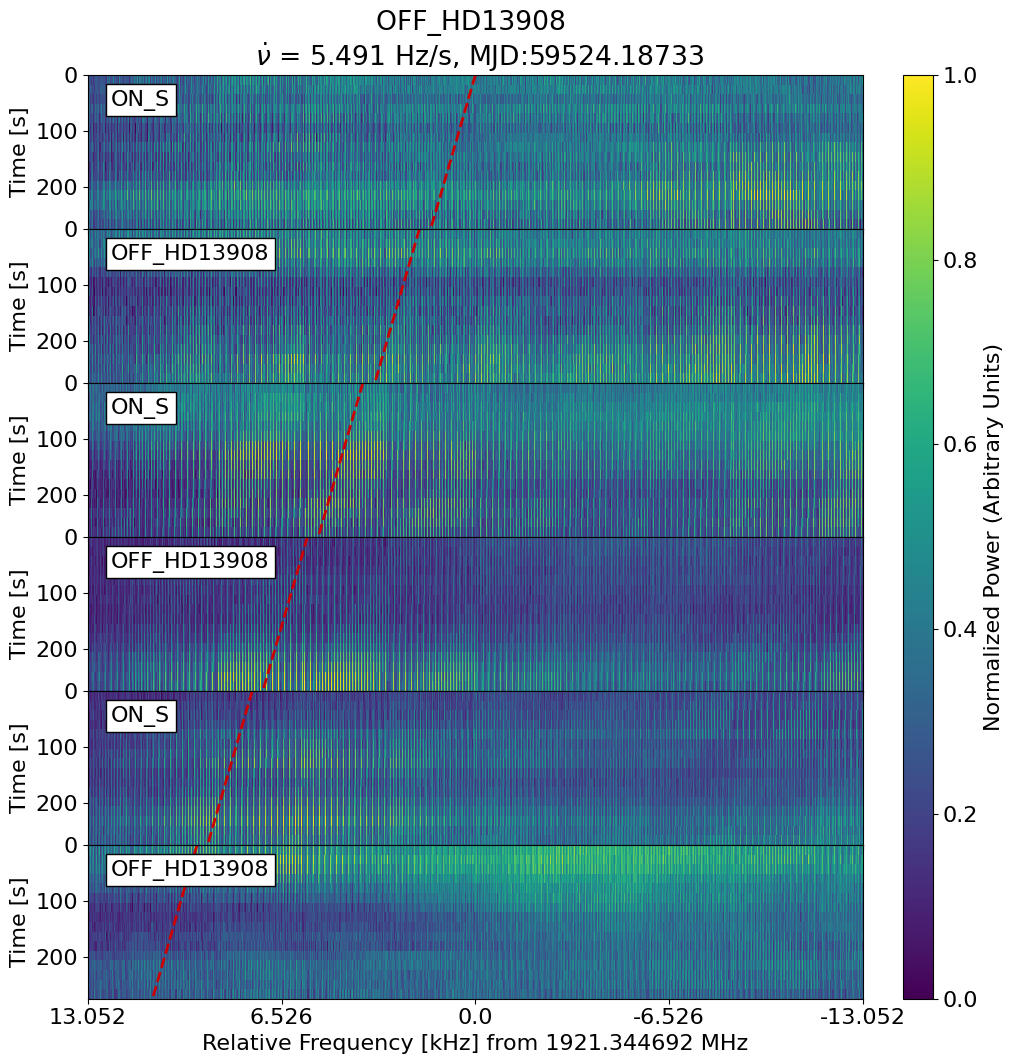 OFF_HD13908
ν̇ = 5.491 Hz/s, MJD:59524.18733
0
ON_S
100
200
Time [s]
0
OFF_HD13908
100
200
Time [s]
0
ON_S
100
200
Time [s]
0
OFF_HD13908
100
200
Time [s]
0
ON_S
100
200
Time [s]
0
OFF_HD13908
100
200
Time [s]
13.052 6.526 0.0 -6.526 -13.052
Relative Frequency [kHz] from 1921.344692 MHz
1.0
0.8
0.6
0.4
0.2
0.0
Normalized Power (Arbitrary Units)